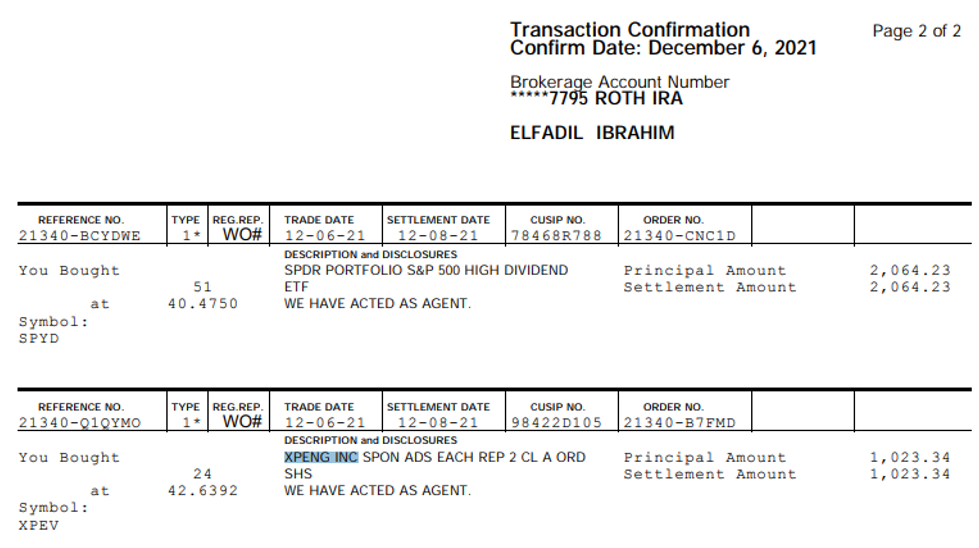 Transaction Confirmation
Page 2 of 2
Confirm Date: December 6, 2021
Brokerage Account Number
*****7795 ROTH IRA
ELFADIL IBRAHIM
REFERENCE NO. TYPE REG.REP. TRADE DATE SETTLEMENT DATE CUSIP NO. ORDER NO.
21340-BCYDWE 1* WO# 12-06-21 12-08-21 78468R788 21340-CNC1D
DESCRIPTION and DISCLOSURES
You Bought SPDR PORTFOLIO S&P 500 HIGH DIVIDEND Principal Amount 2,064.23
51 ETF Settlement Amount 2,064.23
at 40.4750 WE HAVE ACTED AS AGENT.
Symbol:
SPYD
REFERENCE NO. TYPE REG.REP. TRADE DATE SETTLEMENT DATE CUSIP NO. ORDER NO.
21340-Q1QYMO 1* WO# 12-06-21 12-08-21 98422D105 21340-B7FMD
DESCRIPTION and DISCLOSURES
You Bought XPENG INC SPON ADS EACH REP 2 CL A ORD Principal Amount 1,023.34
24 SHS Settlement Amount 1,023.34
at 42.6392 WE HAVE ACTED AS AGENT.
Symbol:
XPEV